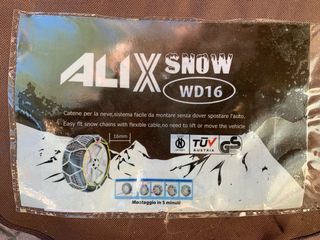 ALIX SNOW
WD16
Catene per la neve,sistema facile da montare senza dover spostare l'auto.
Easy fit snow chains with flexible cable,no need to lift or move the vehicle
16mm
TÜV
AUSTRIA
GS
Montaggio in 5 minuti